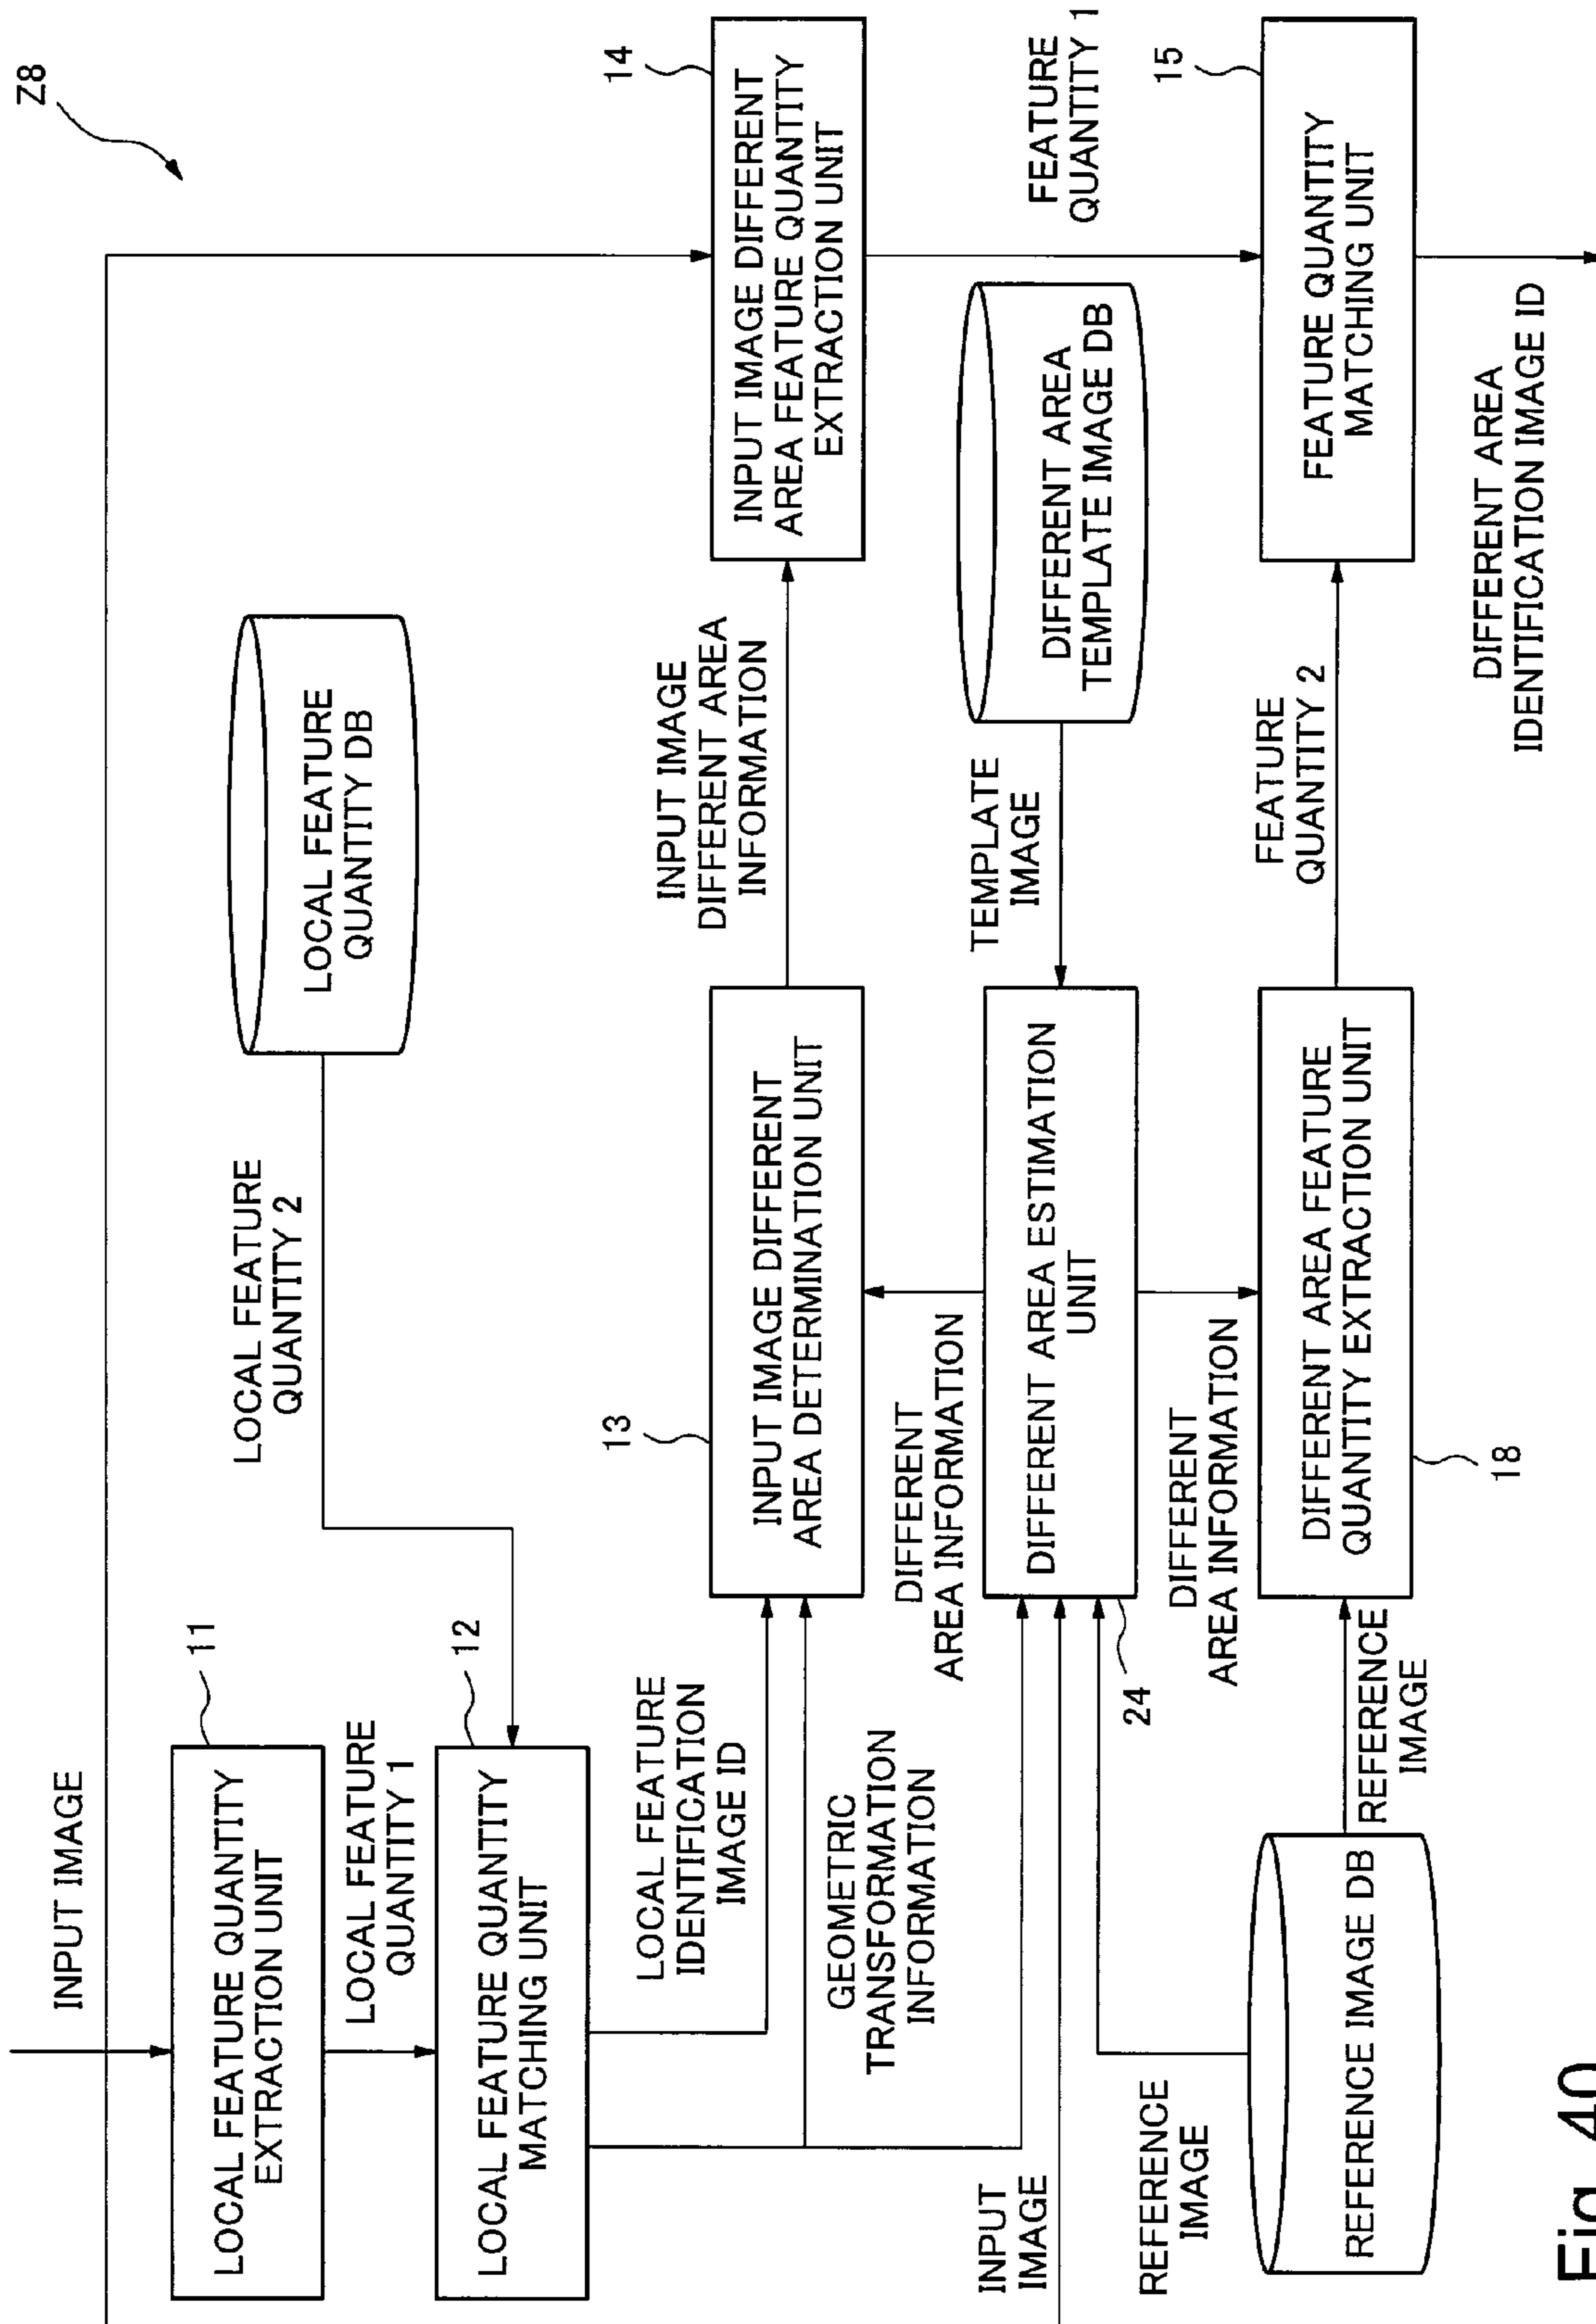 Z8
INPUT IMAGE
11
LOCAL FEATURE QUANTITY
EXTRACTION UNIT
LOCAL FEATURE
QUANTITY 1
LOCAL FEATURE
QUANTITY 2
LOCAL FEATURE
QUANTITY DB
12
LOCAL FEATURE QUANTITY
MATCHING UNIT
LOCAL FEATURE
IDENTIFICATION
IMAGE ID
GEOMETRIC
TRANSFORMATION
INFORMATION
13
INPUT IMAGE DIFFERENT
AREA DETERMINATION UNIT
INPUT IMAGE
DIFFERENT AREA
INFORMATION
14
INPUT IMAGE DIFFERENT
AREA FEATURE QUANTITY
EXTRACTION UNIT
DIFFERENT
AREA INFORMATION
INPUT
IMAGE
24
DIFFERENT AREA ESTIMATION
UNIT
TEMPLATE
IMAGE
DIFFERENT AREA
TEMPLATE IMAGE DB
FEATURE
QUANTITY 1
REFERENCE
IMAGE
DIFFERENT
AREA INFORMATION
REFERENCE IMAGE DB
REFERENCE
IMAGE
18
DIFFERENT AREA FEATURE
QUANTITY EXTRACTION UNIT
FEATURE
QUANTITY 2
15
FEATURE QUANTITY
MATCHING UNIT
DIFFERENT AREA
IDENTIFICATION IMAGE ID
Fig. 40